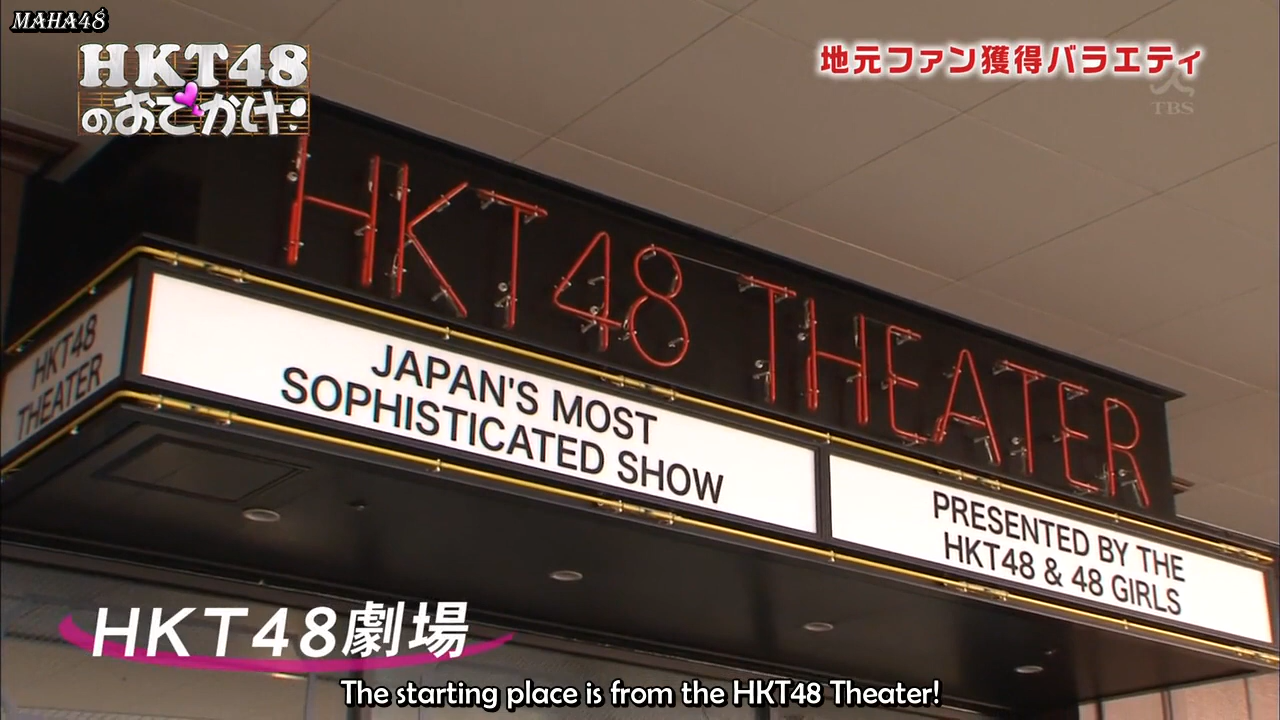 MAHA48
HKT48
のおでかけ!
地元ファン獲得バラエティ
TBS
HKT48 THEATER
HKT48
THEATER
JAPAN'S MOST
SOPHISTICATED SHOW
PRESENTED BY THE
HKT48 & 48 GIRLS
HKT48劇場
The starting place is from the HKT48 Theater!